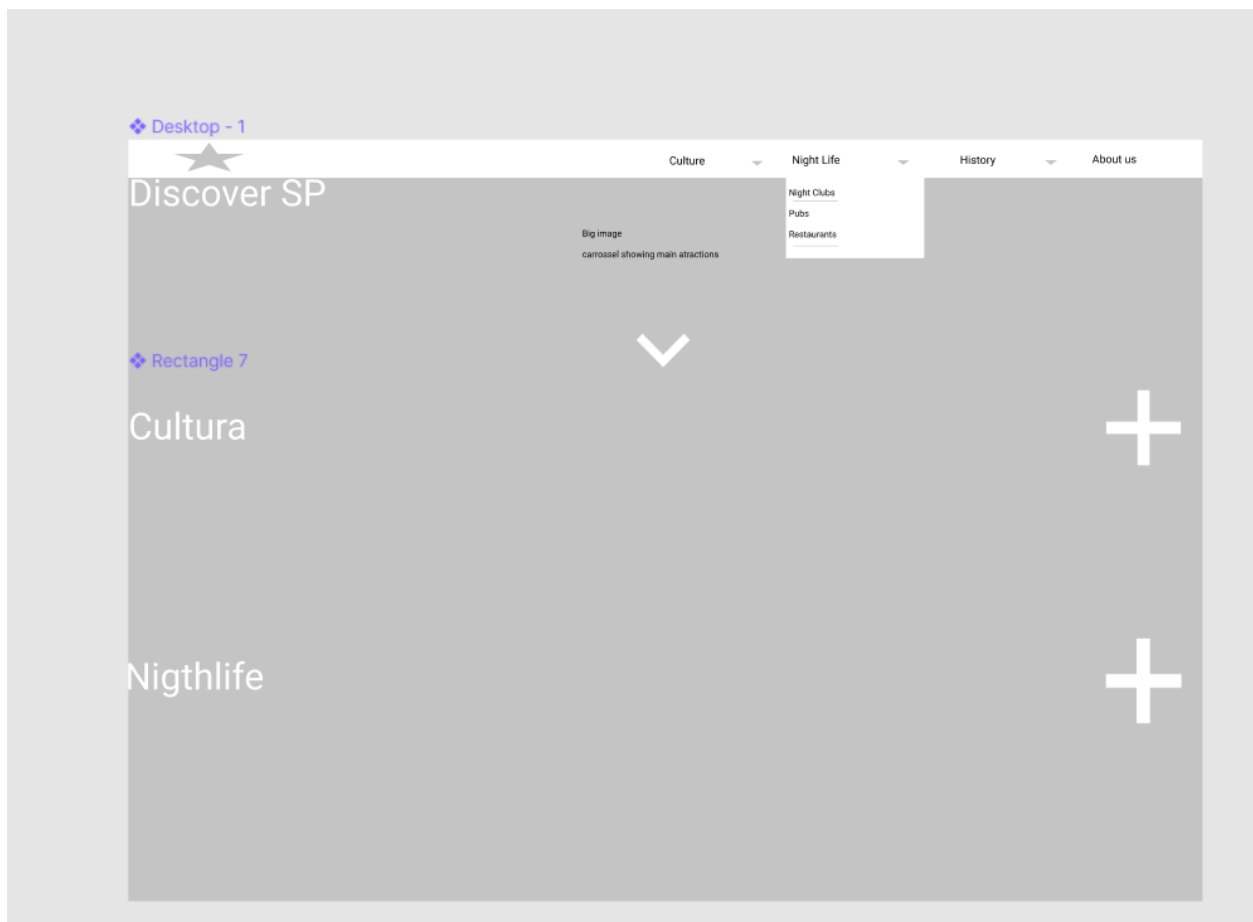 Desktop - 1
Culture
Night Life
History
About us
Discover SP
Night Clubs
Pubs
Restaurants
Big image
carrossel showing main atractions
Rectangle 7
Cultura
Nigthlife